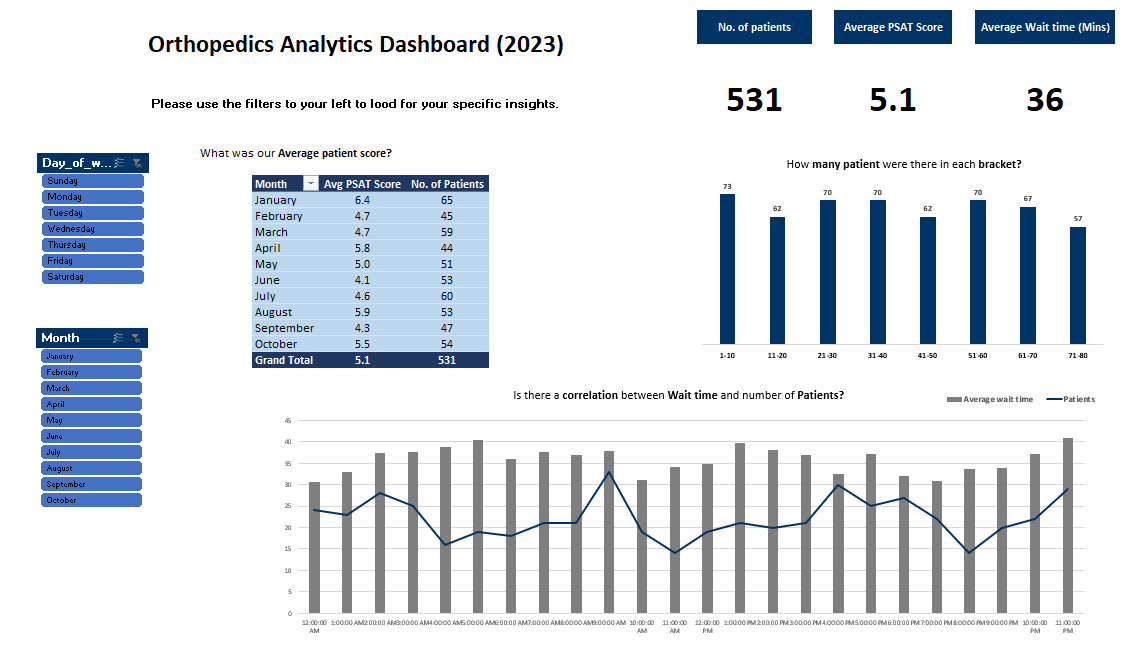 Orthopedics Analytics Dashboard (2023)
No. of patients
Average PSAT Score
Average Wait time (Mins)
531
5.1
36
Please use the filters to your left to lood for your specific insights.
Day_of_w...
Sunday
Monday
Tuesday
Wednesday
Thursday
Friday
Saturday
Month
January
February
March
April
May
June
July
August
September
October
What was our Average patient score?
Month Avg PSAT Score No. of Patients
January 6.4 65
February 4.7 45
March 4.7 59
April 5.8 44
May 5.0 51
June 4.1 53
July 4.6 60
August 5.9 53
September 4.3 47
October 5.5 54
Grand Total 5.1 531
How many patient were there in each bracket?
73 62 70 70 62 70 67 57
1-10 11-20 21-30 31-40 41-50 51-60 61-70 71-80
Is there a correlation between Wait time and number of Patients?
Average wait time Patients
45
40
35
30
25
20
15
10
5
0
12:00:00 AM 1:00:00 AM 2:00:00 AM 3:00:00 AM 4:00:00 AM 5:00:00 AM 6:00:00 AM 7:00:00 AM 8:00:00 AM 9:00:00 AM 10:00:00 AM 11:00:00 AM 12:00:00 PM 1:00:00 PM 2:00:00 PM 3:00:00 PM 4:00:00 PM 5:00:00 PM 6:00:00 PM 7:00:00 PM 8:00:00 PM 9:00:00 PM 10:00:00 PM 11:00:00 PM